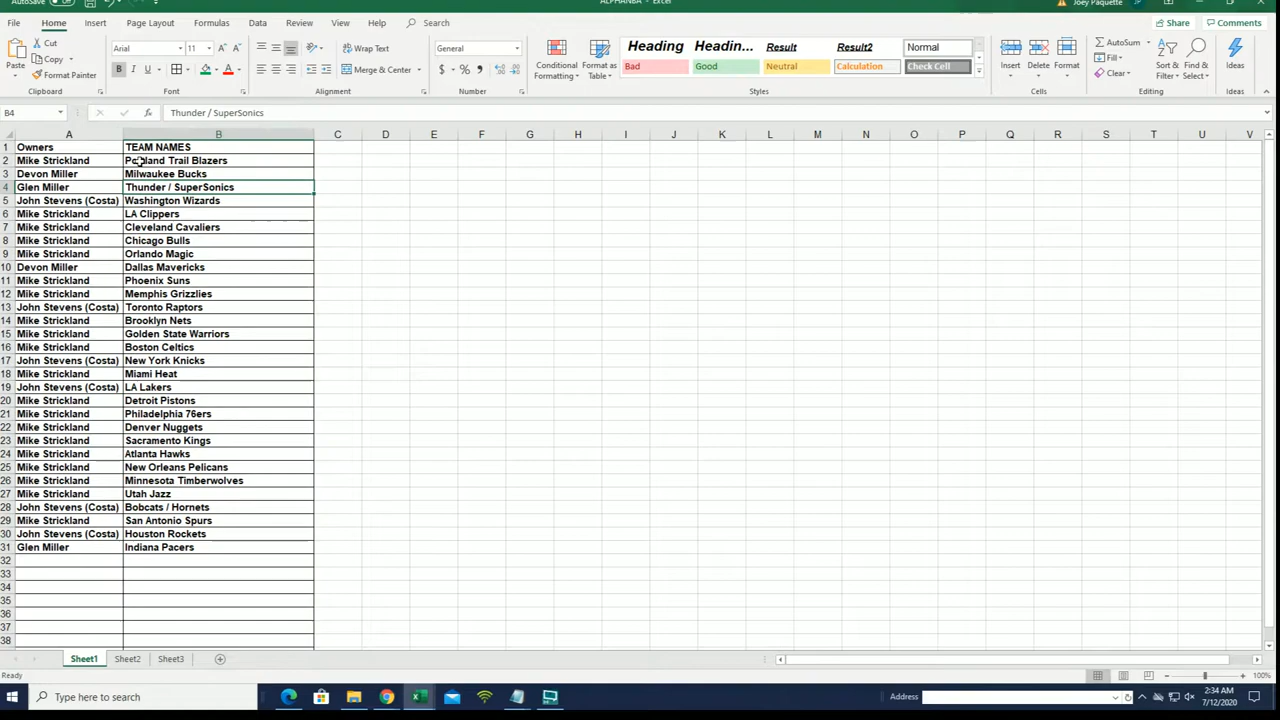 AutoSave ALPHANBA - Excel Joey Paquette JP
File Home Insert Page Layout Formulas Data Review View Help Search Share Comments
Cut Arial 11 Wrap Text General Heading Headin... Result Result2 Normal AutoSum
Paste Copy Format Painter Merge & Center Conditional Formatting Format as Table Bad Good Neutral Calculation Check Cell Insert Delete Format Fill Clear Sort & Filter Find & Select Ideas
Clipboard Font Alignment Number Styles Cells Editing Ideas
B4 Thunder / SuperSonics
A B C D E F G H I J K L M N O P Q R S T U V
1 Owners TEAM NAMES
2 Mike Strickland Portland Trail Blazers
3 Devon Miller Milwaukee Bucks
4 Glen Miller Thunder / SuperSonics
5 John Stevens (Costa) Washington Wizards
6 Mike Strickland LA Clippers
7 Mike Strickland Cleveland Cavaliers
8 Mike Strickland Chicago Bulls
9 Mike Strickland Orlando Magic
10 Devon Miller Dallas Mavericks
11 Mike Strickland Phoenix Suns
12 Mike Strickland Memphis Grizzlies
13 John Stevens (Costa) Toronto Raptors
14 Mike Strickland Brooklyn Nets
15 Mike Strickland Golden State Warriors
16 Mike Strickland Boston Celtics
17 John Stevens (Costa) New York Knicks
18 Mike Strickland Miami Heat
19 John Stevens (Costa) LA Lakers
20 Mike Strickland Detroit Pistons
21 Mike Strickland Philadelphia 76ers
22 Mike Strickland Denver Nuggets
23 Mike Strickland Sacramento Kings
24 Mike Strickland Atlanta Hawks
25 Mike Strickland New Orleans Pelicans
26 Mike Strickland Minnesota Timberwolves
27 Mike Strickland Utah Jazz
28 John Stevens (Costa) Bobcats / Hornets
29 Mike Strickland San Antonio Spurs
30 John Stevens (Costa) Houston Rockets
31 Glen Miller Indiana Pacers
32
33
34
35
36
37
38
Sheet1 Sheet2 Sheet3
Ready 100%
Type here to search Address 2:34 AM
7/12/2020